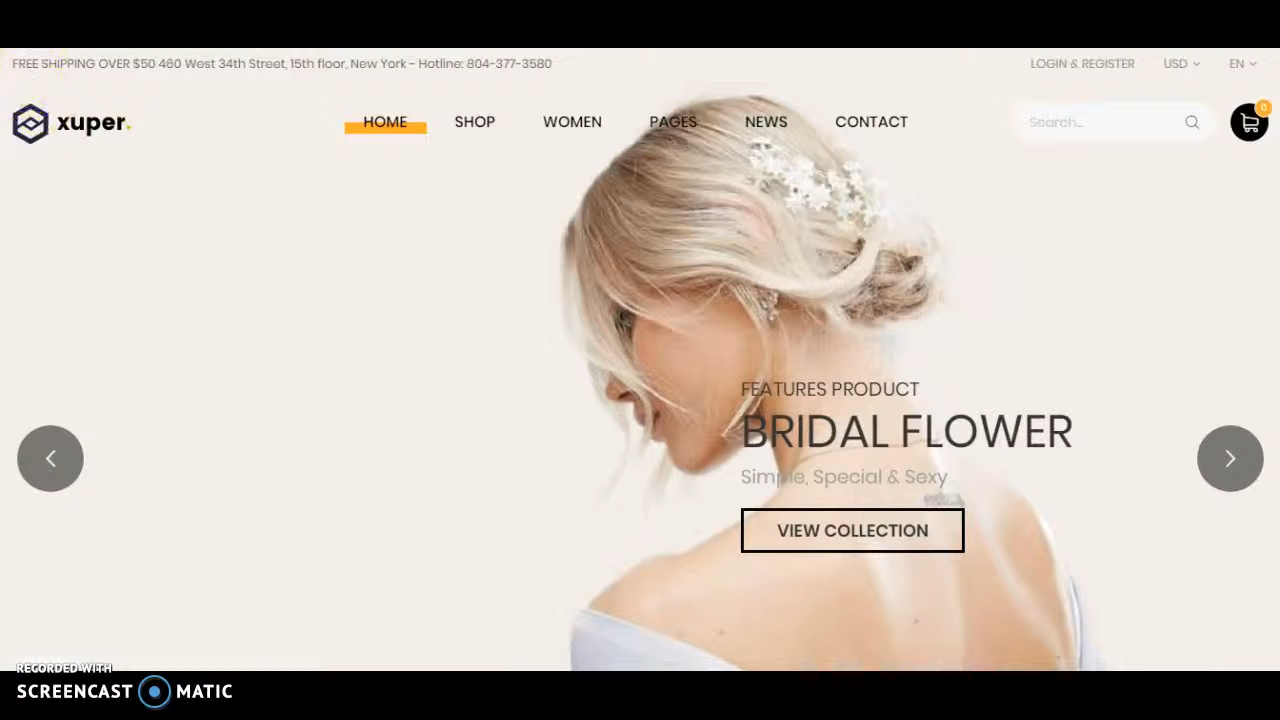 FREE SHIPPING OVER $50 460 West 34th Street, 15th floor, New York - Hotline: 804-377-3580
LOGIN & REGISTER
USD
EN
xuper.
HOME
SHOP
WOMEN
PAGES
NEWS
CONTACT
Search...
0
FEATURES PRODUCT
BRIDAL FLOWER
Simple, Special & Sexy
VIEW COLLECTION
RECORDED WITH
SCREENCAST MATIC